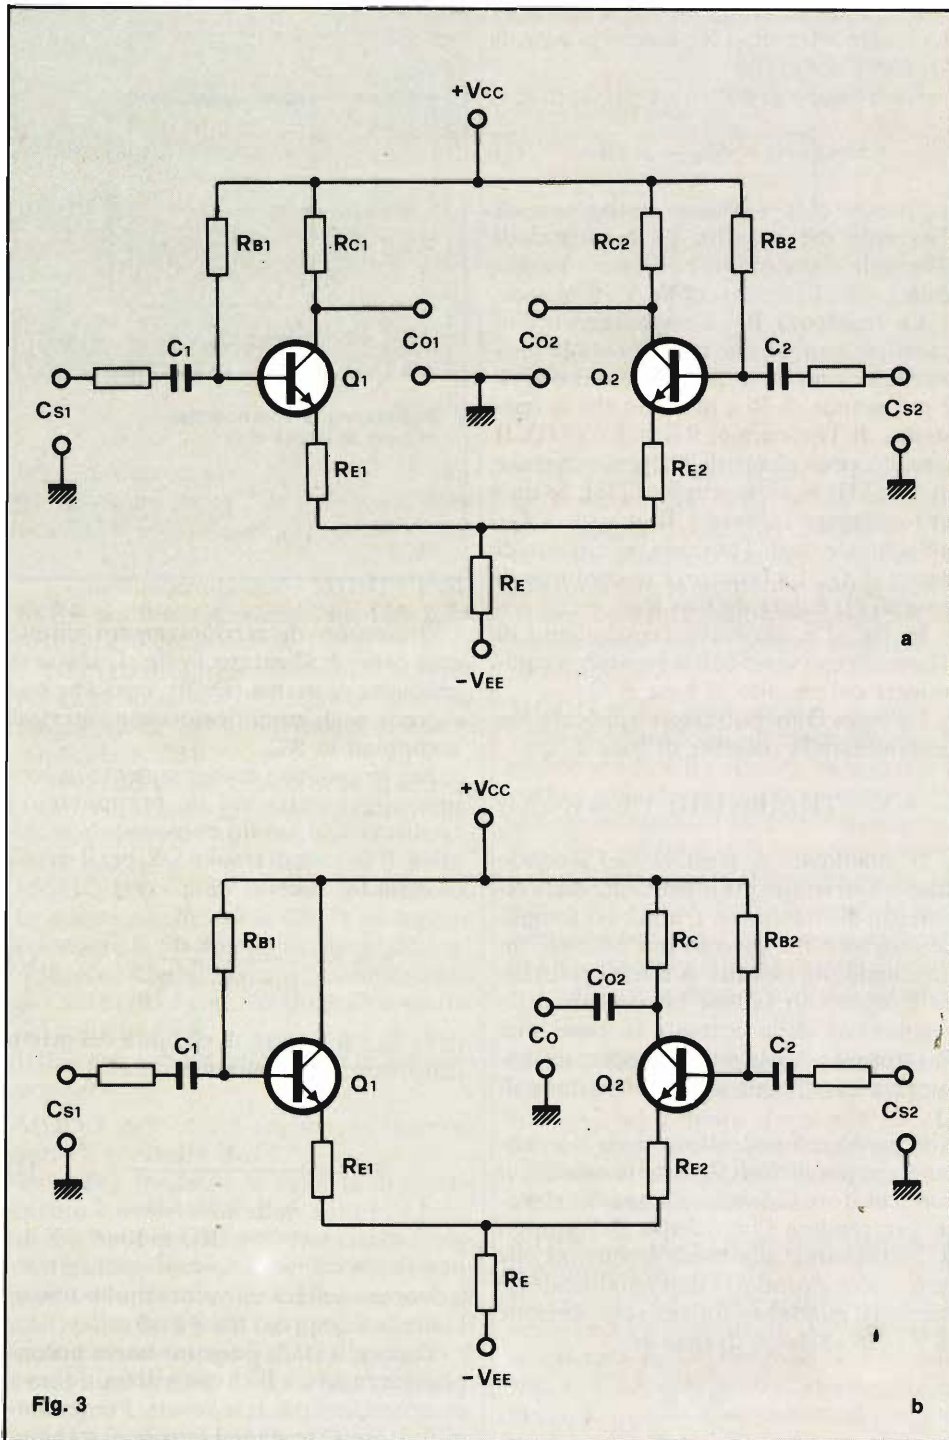 +VCC
RB1
RC1
RC2
RB2
CO1
CO2
C1
C2
Q1
Q2
CS1
CS2
RE1
RE2
RE
a
-VEE
+VCC
RB1
RC
RB2
CO2
C1
CO
C2
Q1
Q2
CS1
CS2
RE1
RE2
RE
-VEE
Fig. 3
b